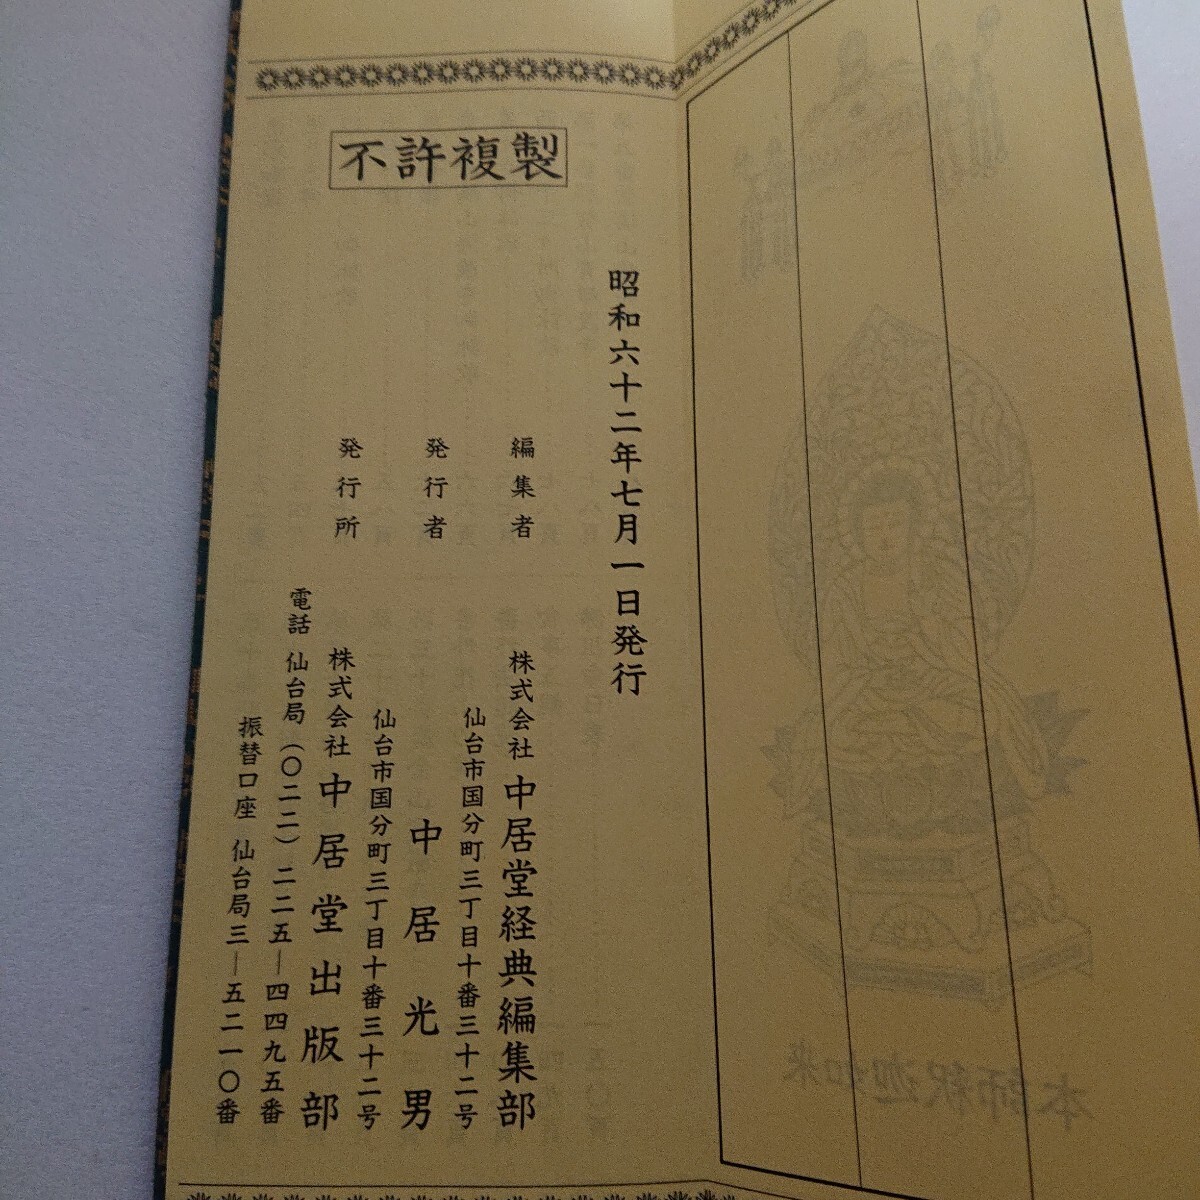 不許複製
昭和六十二年七月一日発行
編集者 株式会社 中居堂経典編集部
仙台市国分町三丁目十番三十二号
発行者 中居光男
仙台市国分町三丁目十番三十二号
発行所 株式会社 中居堂出版部
電話 仙台局(〇二二)二二五―四四九五番
振替口座 仙台局三―五二一〇番
本師釈迦如来